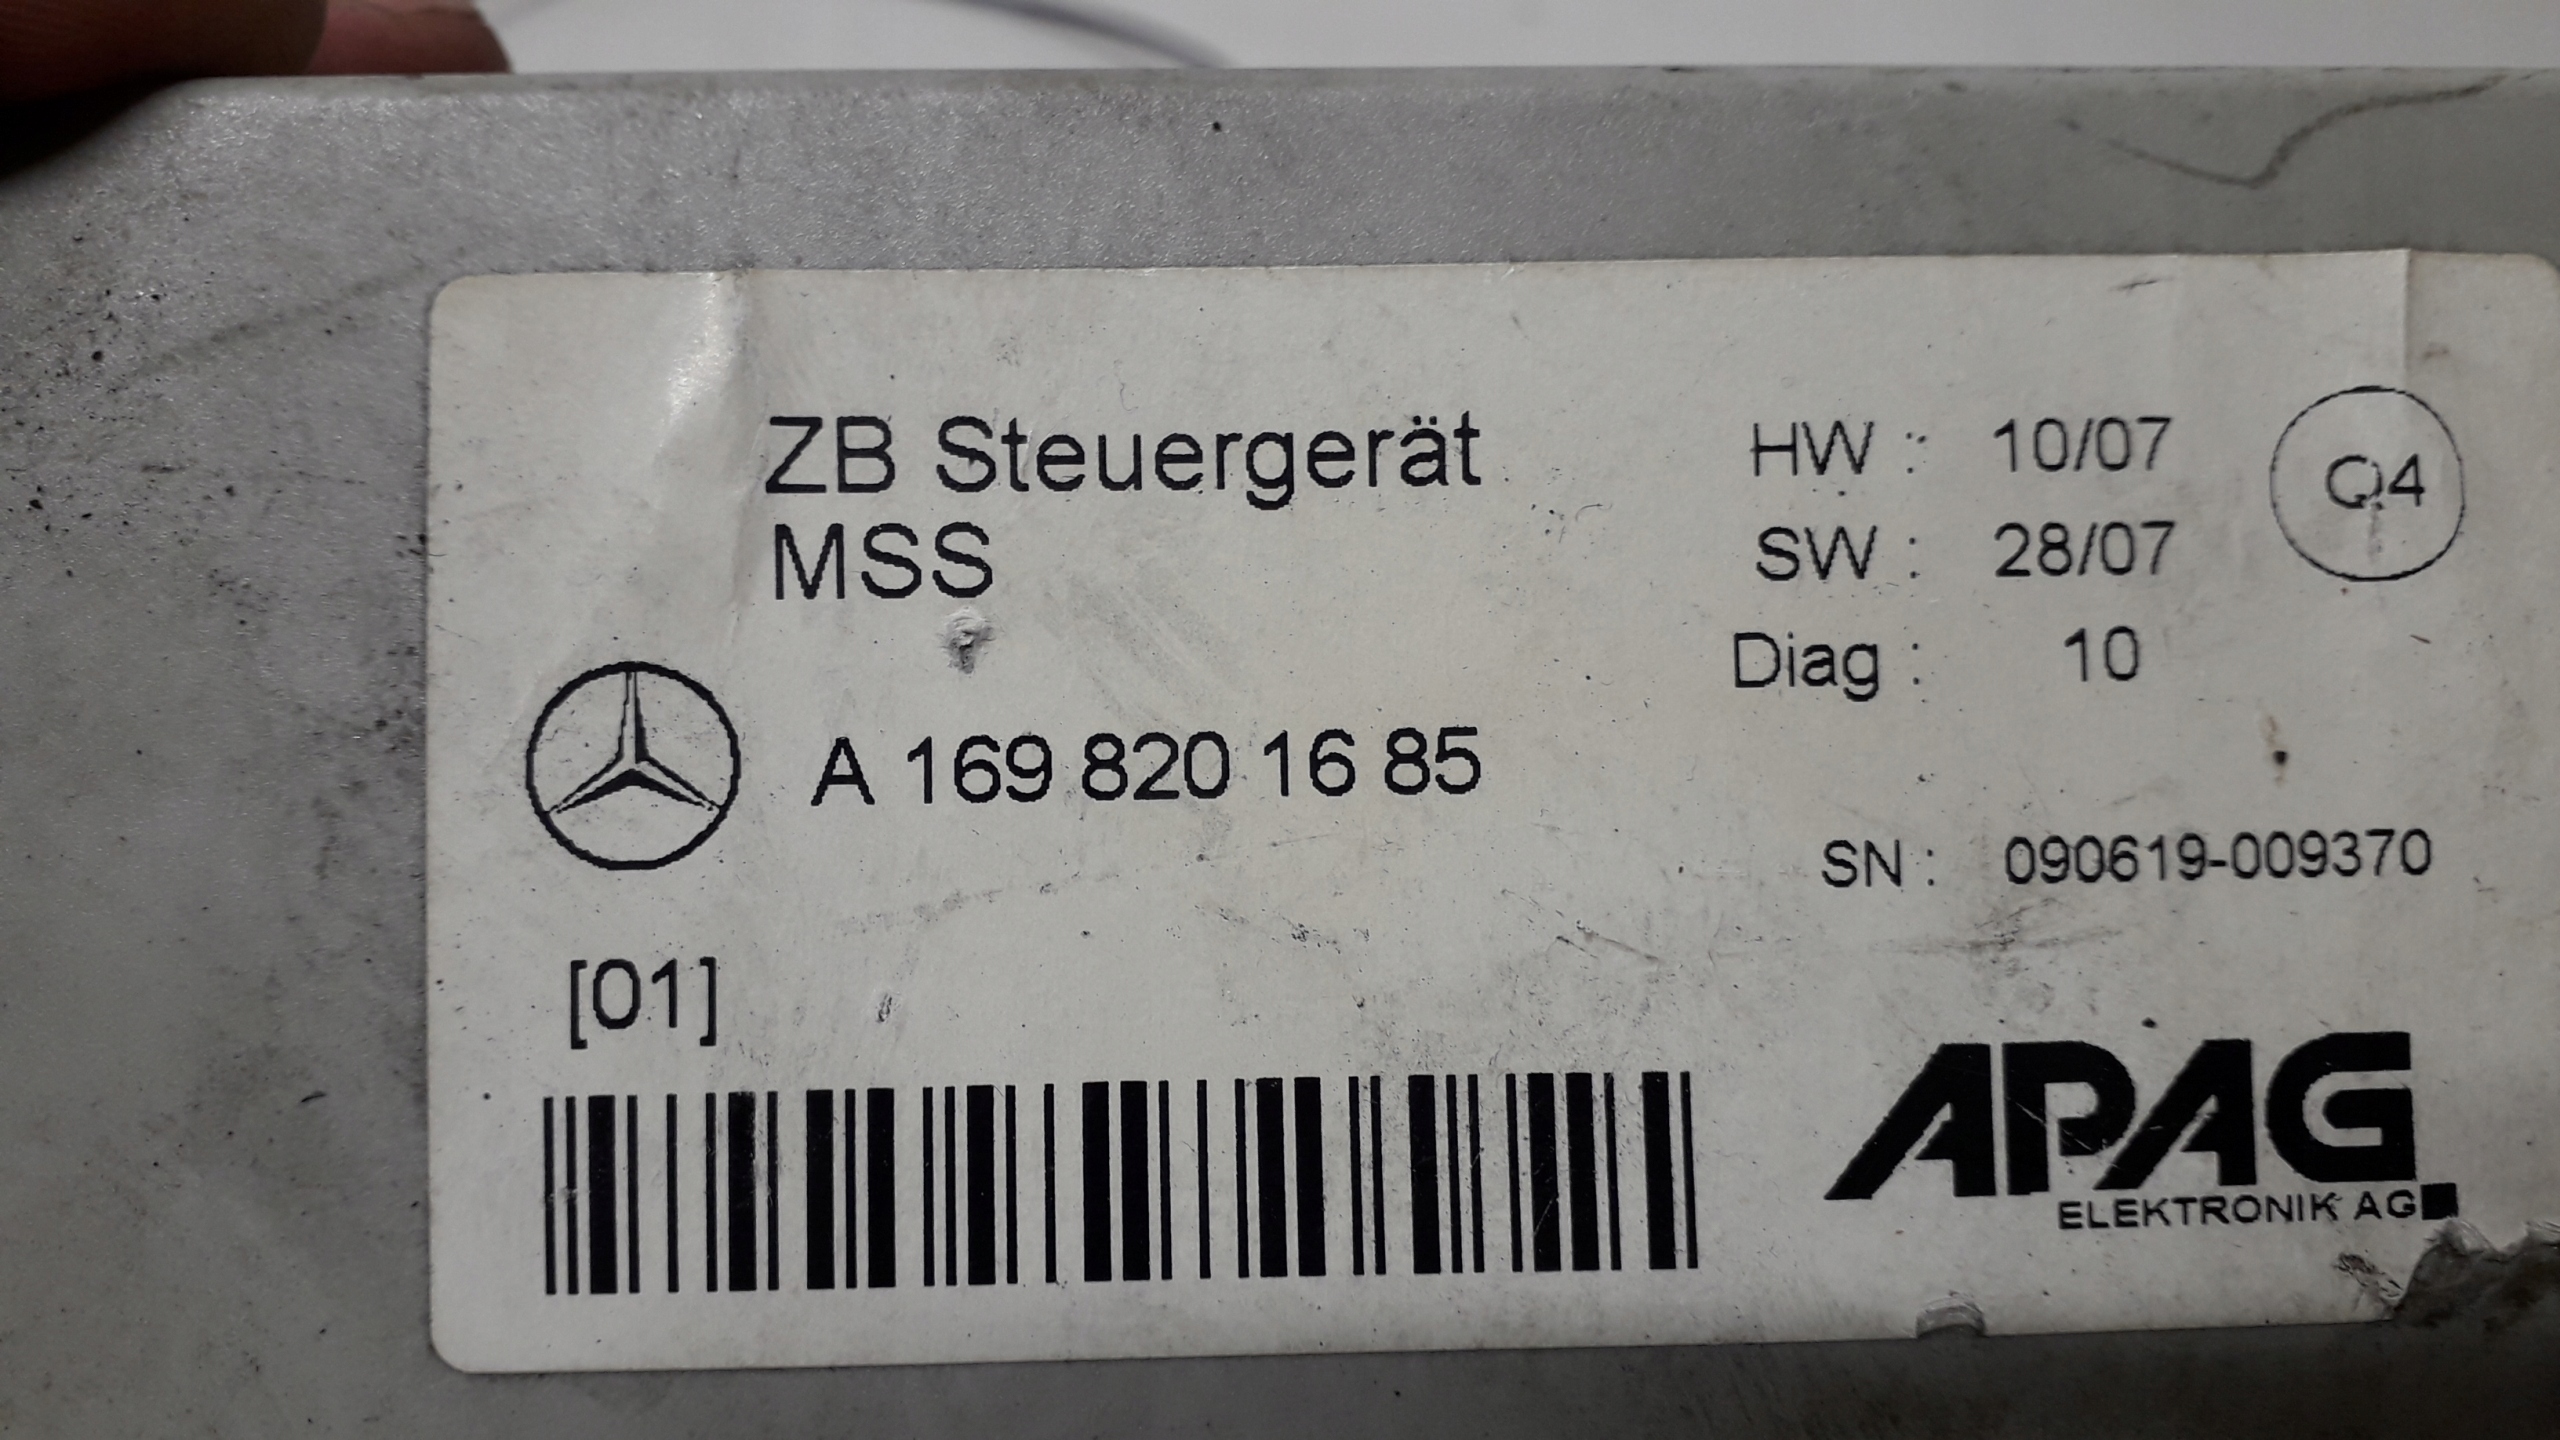 ZB Steuergerät
MSS
HW : 10/07
SW : 28/07
Diag : 10
Q4
A 169 820 16 85
SN : 090619-009370
[01]
APAG
ELEKTRONIK AG